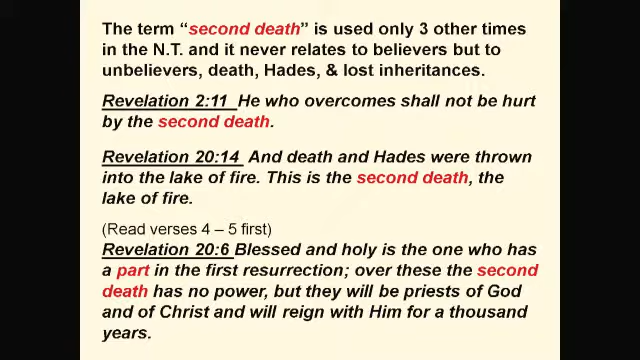 The term “second death” is used only 3 other times
in the N.T. and it never relates to believers but to
unbelievers, death, Hades, & lost inheritances.
Revelation 2:11 He who overcomes shall not be hurt
by the second death.
Revelation 20:14 And death and Hades were thrown
into the lake of fire. This is the second death, the
lake of fire.
(Read verses 4 – 5 first)
Revelation 20:6 Blessed and holy is the one who has
a part in the first resurrection; over these the second
death has no power, but they will be priests of God
and of Christ and will reign with Him for a thousand
years.